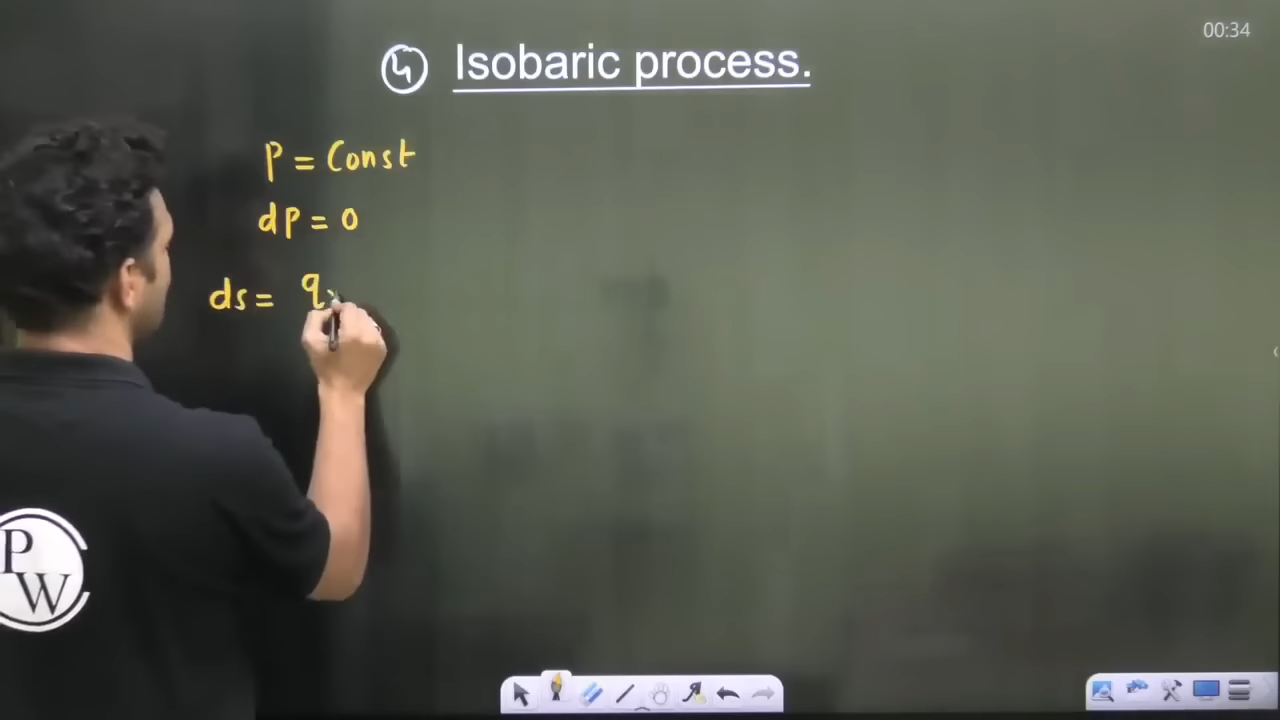 00:34
④ Isobaric process.
P = Const
dP = 0
ds = q
PW